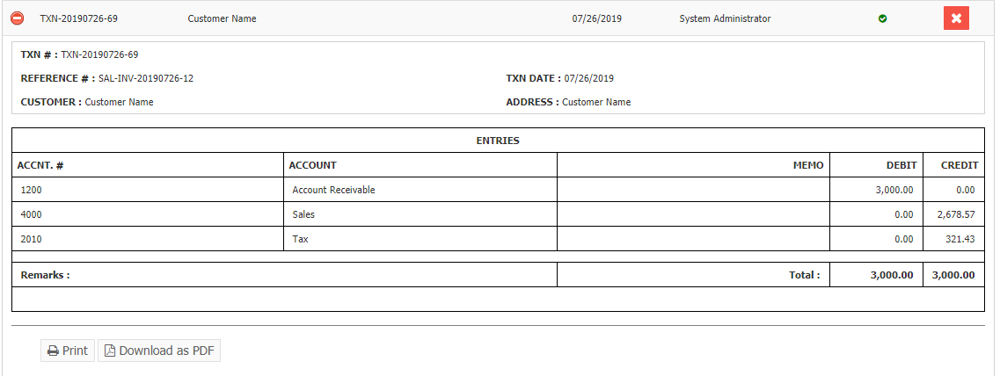 TXN-20190726-69 Customer Name 07/26/2019 System Administrator
TXN # : TXN-20190726-69
REFERENCE # : SAL-INV-20190726-12 TXN DATE : 07/26/2019
CUSTOMER : Customer Name ADDRESS : Customer Name
ENTRIES
ACCNT. # ACCOUNT MEMO DEBIT CREDIT
1200 Account Receivable 3,000.00 0.00
4000 Sales 0.00 2,678.57
2010 Tax 0.00 321.43
Remarks : Total : 3,000.00 3,000.00
Print Download as PDF